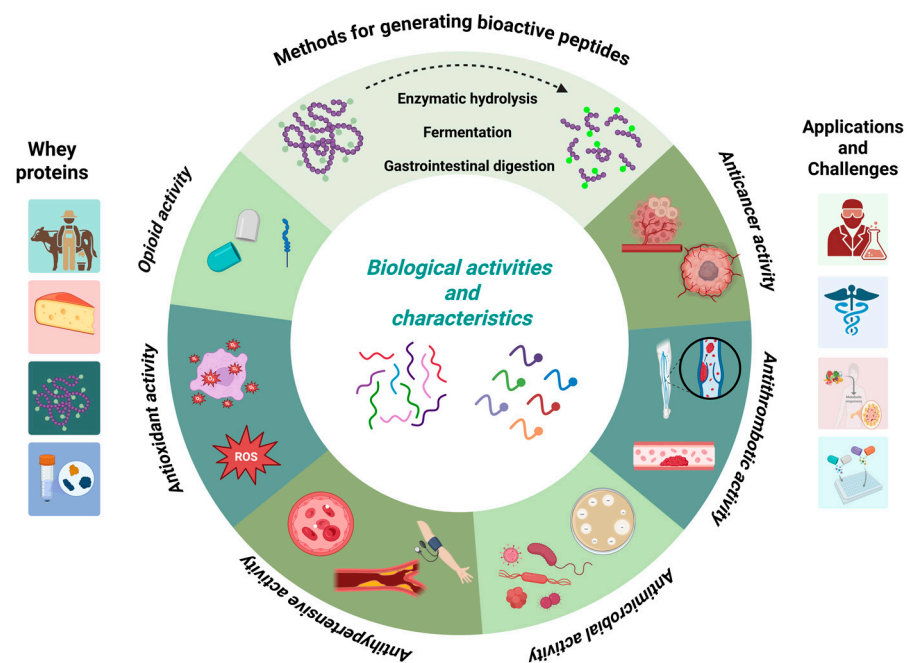 Methods for generating bioactive peptides
Enzymatic hydrolysis
Fermentation
Gastrointestinal digestion
Whey
proteins
Applications
and
Challenges
Opioid activity
Anticancer activity
Biological activities
and
characteristics
Antioxidant activity
ROS
Antithrombotic activity
Antihypertensive activity
Antimicrobial activity